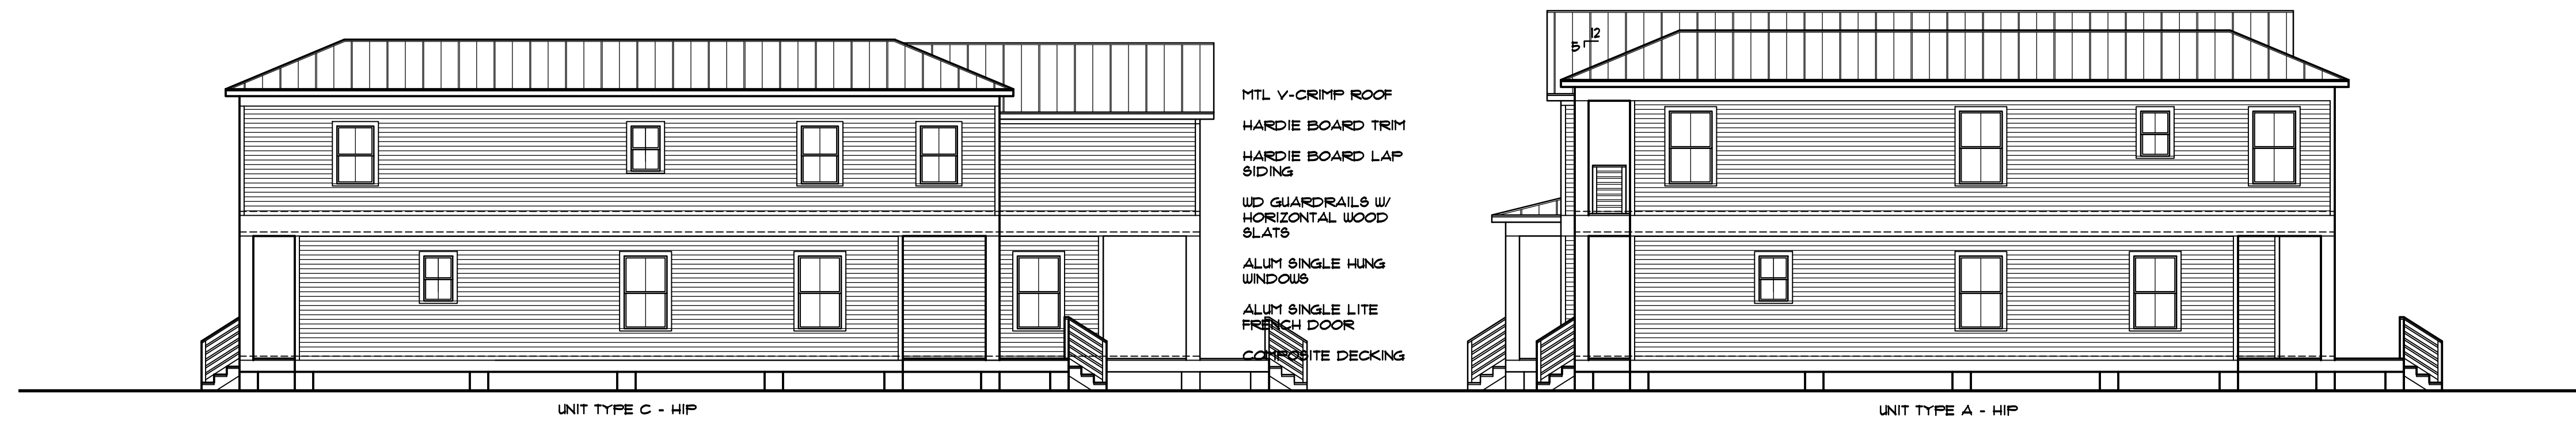 MTL V-CRIMP ROOF
HARDIE BOARD TRIM
HARDIE BOARD LAP
SIDING
WD GUARDRAILS W/
HORIZONTAL WOOD
SLATS
ALUM SINGLE HUNG
WINDOWS
ALUM SINGLE LITE
FRENCH DOOR
COMPOSITE DECKING
12
5
UNIT TYPE C - HIP
UNIT TYPE A - HIP